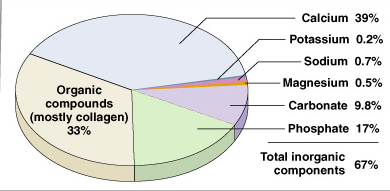 Calcium 39%
Potassium 0.2%
Sodium 0.7%
Magnesium 0.5%
Carbonate 9.8%
Phosphate 17%
Total inorganic
components 67%
Organic
compounds
(mostly collagen)
33%